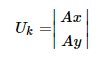 U_k = | Ax |
| Ay |